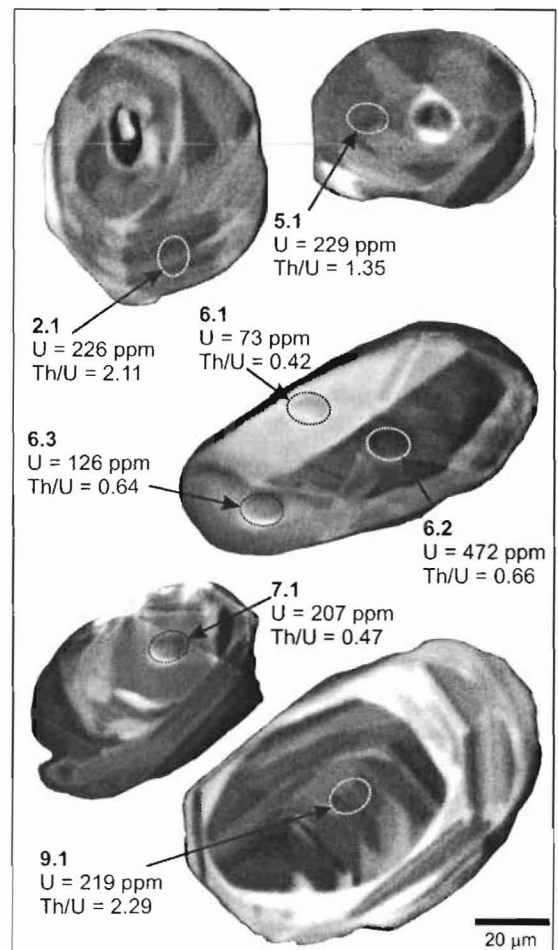 5.1
U = 229 ppm
Th/U = 1.35
2.1
U = 226 ppm
Th/U = 2.11
6.1
U = 73 ppm
Th/U = 0.42
6.3
U = 126 ppm
Th/U = 0.64
6.2
U = 472 ppm
Th/U = 0.66
7.1
U = 207 ppm
Th/U = 0.47
9.1
U = 219 ppm
Th/U = 2.29
20 µm